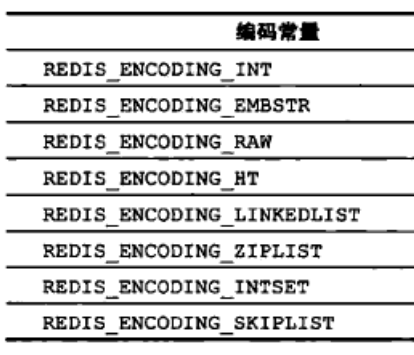 编码常量
REDIS_ENCODING_INT
REDIS_ENCODING_EMBSTR
REDIS_ENCODING_RAW
REDIS_ENCODING_HT
REDIS_ENCODING_LINKEDLIST
REDIS_ENCODING_ZIPLIST
REDIS_ENCODING_INTSET
REDIS_ENCODING_SKIPLIST